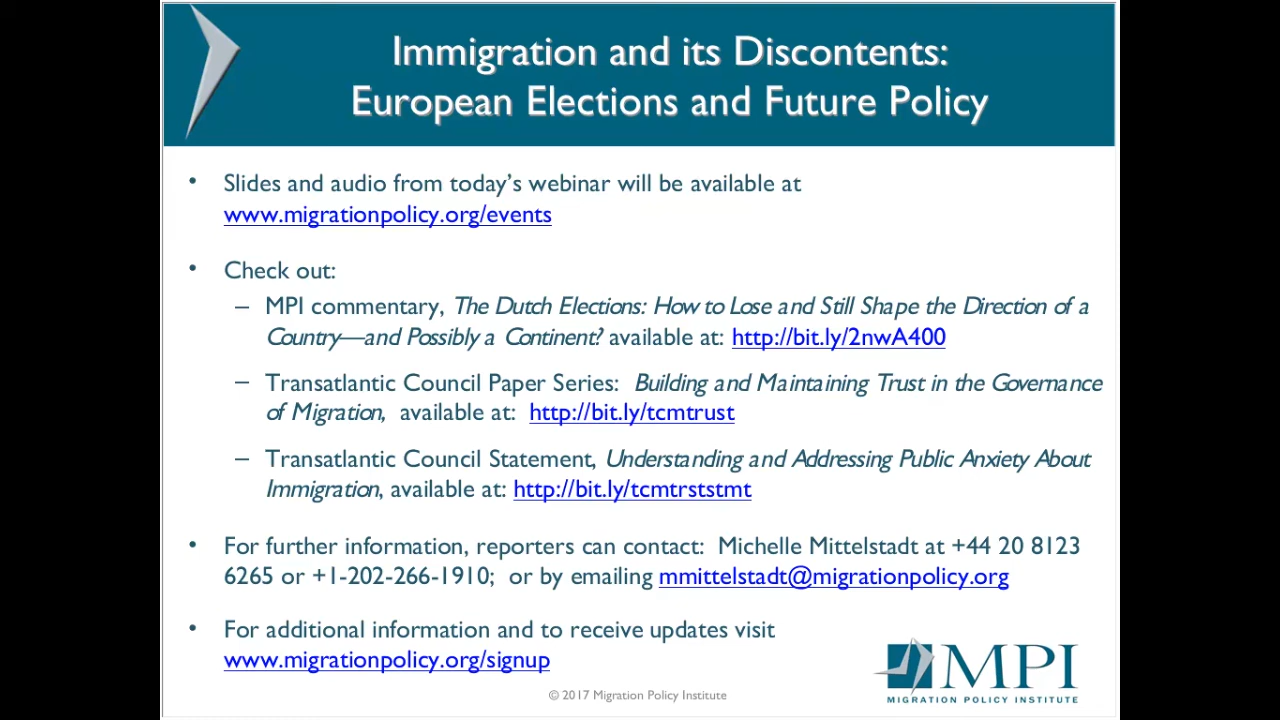 Immigration and its Discontents:
European Elections and Future Policy
• Slides and audio from today's webinar will be available at
www.migrationpolicy.org/events
• Check out:
– MPI commentary, The Dutch Elections: How to Lose and Still Shape the Direction of a
Country—and Possibly a Continent? available at: http://bit.ly/2nwA400
– Transatlantic Council Paper Series: Building and Maintaining Trust in the Governance
of Migration, available at: http://bit.ly/tcmtrust
– Transatlantic Council Statement, Understanding and Addressing Public Anxiety About
Immigration, available at: http://bit.ly/tcmtrststmt
• For further information, reporters can contact: Michelle Mittelstadt at +44 20 8123
6265 or +1-202-266-1910; or by emailing mmittelstadt@migrationpolicy.org
• For additional information and to receive updates visit
www.migrationpolicy.org/signup
MPI
MIGRATION POLICY INSTITUTE
© 2017 Migration Policy Institute